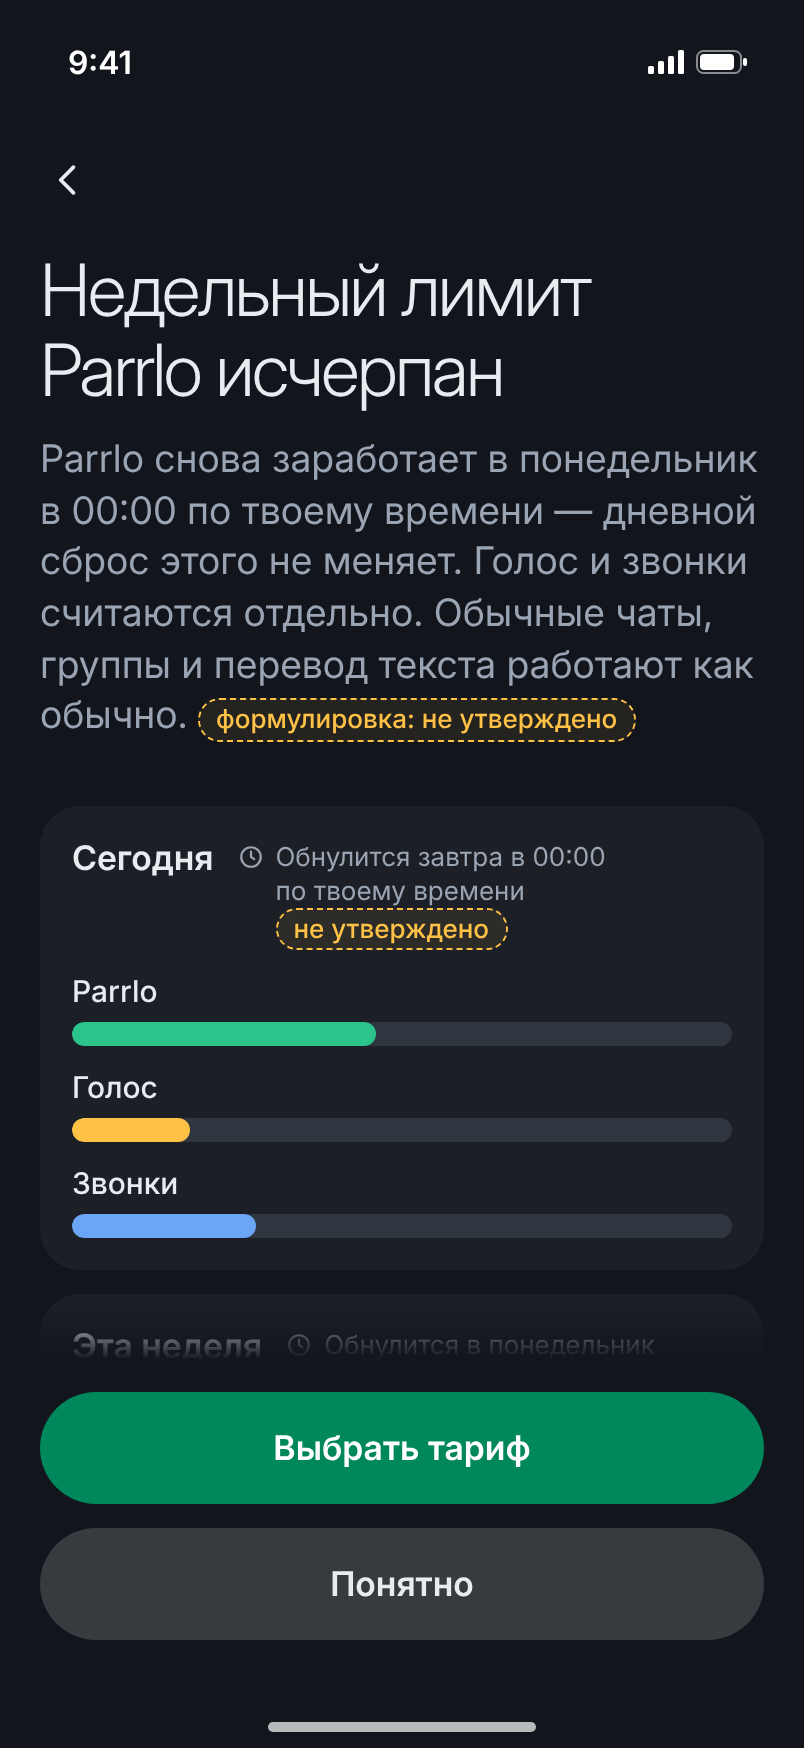 9:41
Недельный лимит
Parrlo исчерпан
Parrlo снова заработает в понедельник
в 00:00 по твоему времени — дневной
сброс этого не меняет. Голос и звонки
считаются отдельно. Обычные чаты,
группы и перевод текста работают как
обычно. формулировка: не утверждено
Сегодня Обнулится завтра в 00:00
по твоему времени
не утверждено
Parrlo
Голос
Звонки
Эта неделя Обнулится в понедельник
Выбрать тариф
Понятно